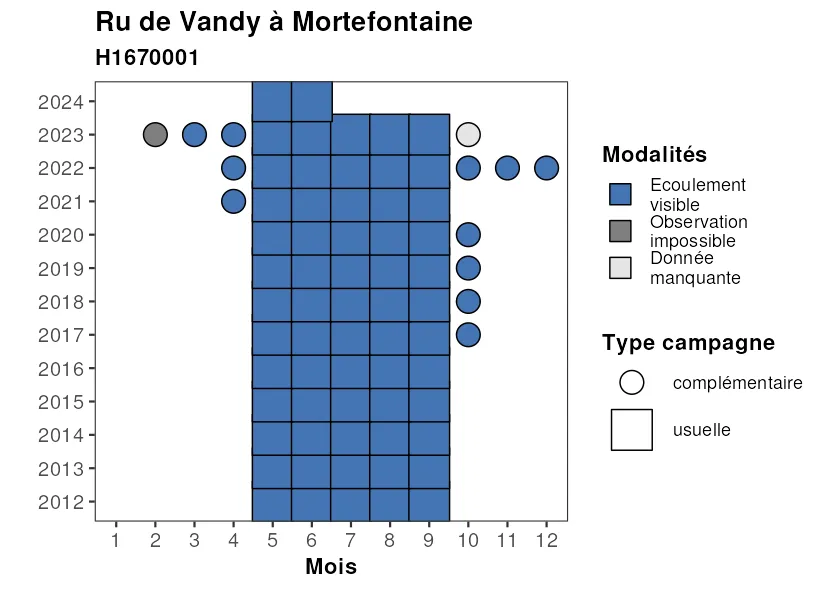 Ru de Vandy à Mortefontaine
H1670001
2024
2023
2022
2021
2020
2019
2018
2017
2016
2015
2014
2013
2012
1 2 3 4 5 6 7 8 9 10 11 12
Mois
Modalités
Ecoulement
visible
Observation
impossible
Donnée
manquante
Type campagne
complémentaire
usuelle